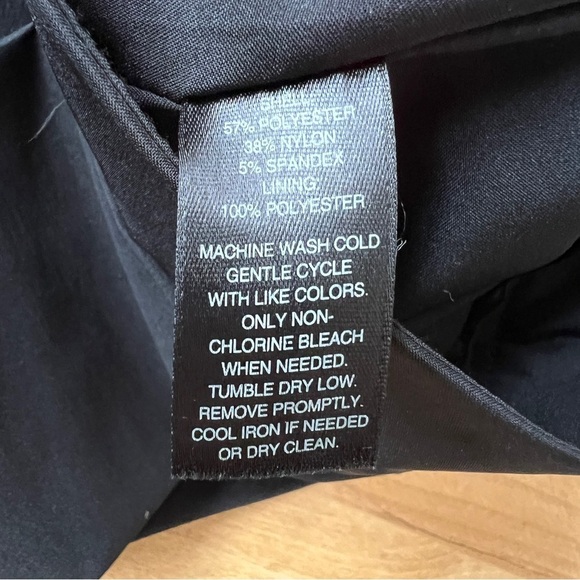 SHELL:
57% POLYESTER
38% NYLON
5% SPANDEX
LINING:
100% POLYESTER
MACHINE WASH COLD
GENTLE CYCLE
WITH LIKE COLORS.
ONLY NON-
CHLORINE BLEACH
WHEN NEEDED.
TUMBLE DRY LOW.
REMOVE PROMPTLY.
COOL IRON IF NEEDED
OR DRY CLEAN.